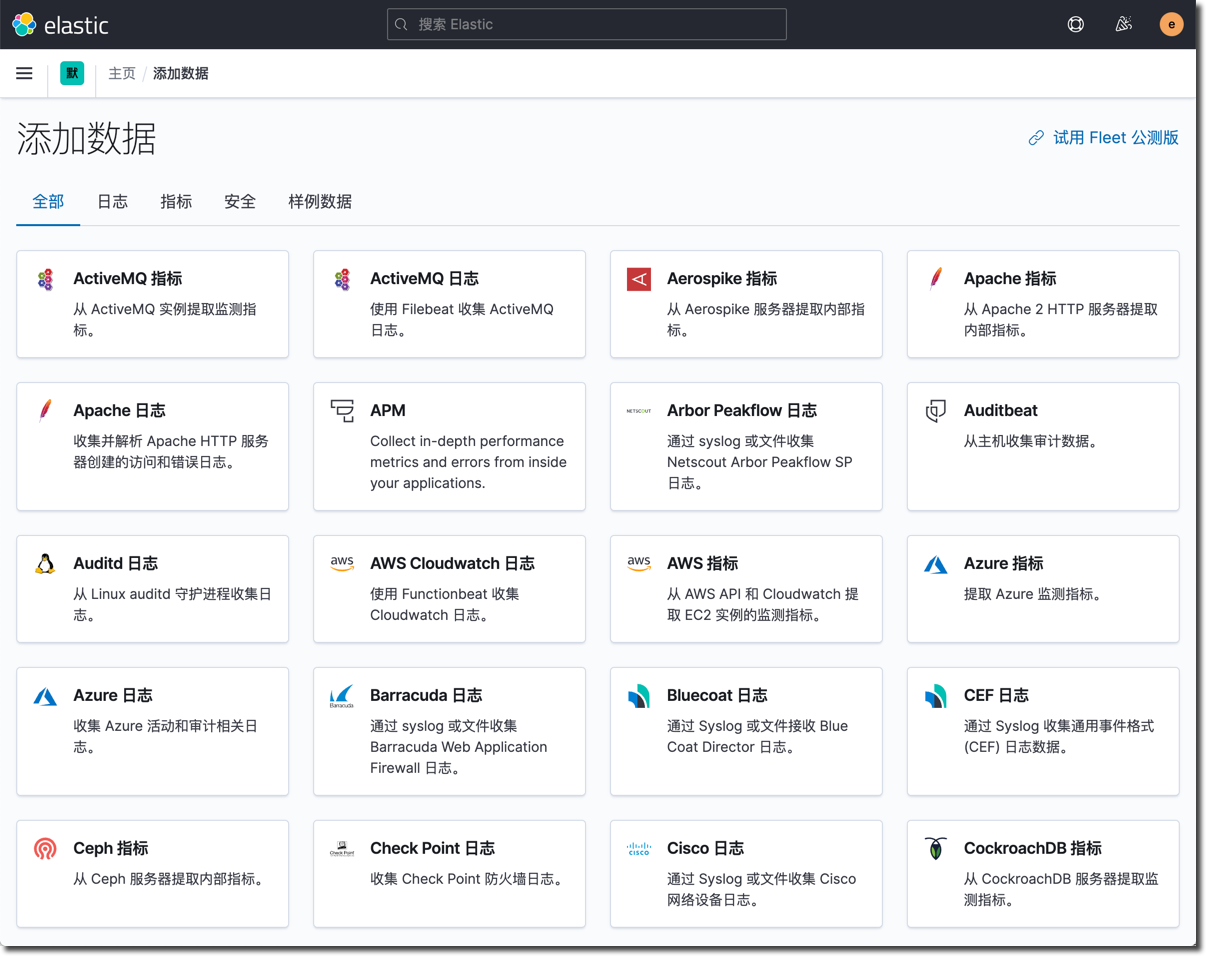 elastic
搜索 Elastic
e
默
主页 / 添加数据
添加数据
试用 Fleet 公测版
全部 日志 指标 安全 样例数据
ActiveMQ 指标
从 ActiveMQ 实例提取监测指
标。
ActiveMQ 日志
使用 Filebeat 收集 ActiveMQ
日志。
Aerospike 指标
从 Aerospike 服务器提取内部指
标。
Apache 指标
从 Apache 2 HTTP 服务器提取
内部指标。
Apache 日志
收集并解析 Apache HTTP 服务
器创建的访问和错误日志。
APM
Collect in-depth performance
metrics and errors from inside
your applications.
NETSCOUT
Arbor Peakflow 日志
通过 syslog 或文件收集
Netscout Arbor Peakflow SP
日志。
Auditbeat
从主机收集审计数据。
Auditd 日志
从 Linux auditd 守护进程收集日
志。
aws
AWS Cloudwatch 日志
使用 Functionbeat 收集
Cloudwatch 日志。
aws
AWS 指标
从 AWS API 和 Cloudwatch 提
取 EC2 实例的监测指标。
Azure 指标
提取 Azure 监测指标。
Azure 日志
收集 Azure 活动和审计相关日
志。
Barracuda
Barracuda 日志
通过 syslog 或文件收集
Barracuda Web Application
Firewall 日志。
Bluecoat 日志
通过 Syslog 或文件接收 Blue
Coat Director 日志。
CEF 日志
通过 Syslog 收集通用事件格式
(CEF) 日志数据。
Ceph 指标
从 Ceph 服务器提取内部指标。
Check Point
Check Point 日志
收集 Check Point 防火墙日志。
CISCO
Cisco 日志
通过 Syslog 或文件收集 Cisco
网络设备日志。
CockroachDB 指标
从 CockroachDB 服务器提取监
测指标。